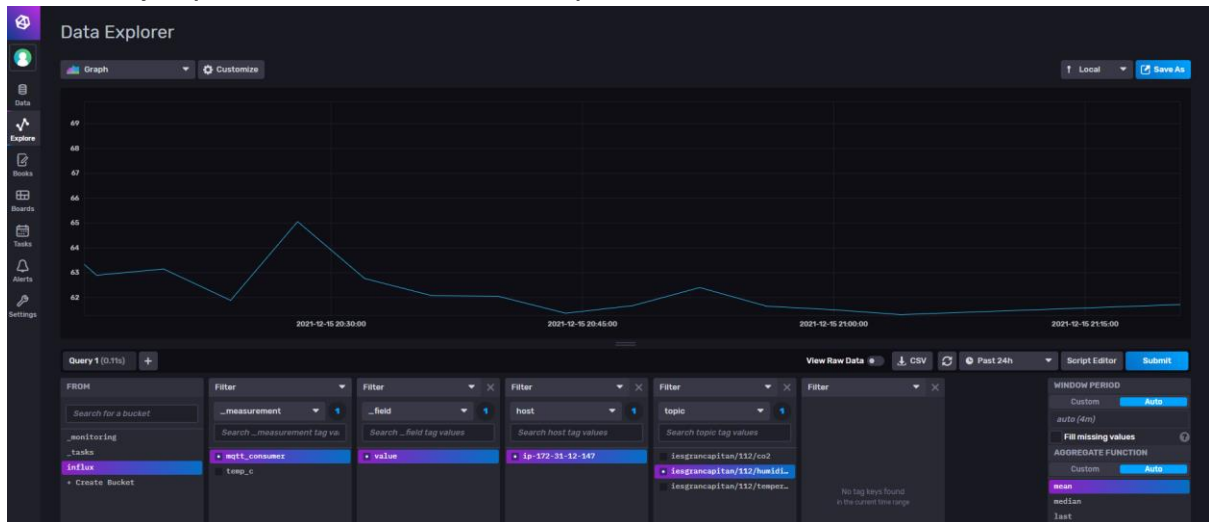 Data Explorer
Graph
Customize
Local
Save As
Data
Explore
Books
Boards
Tasks
Alerts
Settings
69
68
67
66
65
64
63
62
2021-12-15 20:30:00
2021-12-15 20:45:00
2021-12-15 21:00:00
2021-12-15 21:15:00
Query 1 (0.11s)
+
View Raw Data
CSV
Past 24h
Script Editor
Submit
FROM
Search for a bucket
_monitoring
_tasks
influx
+ Create Bucket
Filter
_measurement
1
Search _measurement tag va
mqtt_consumer
temp_c
Filter
_field
1
Search _field tag values
value
Filter
host
1
Search host tag values
ip-172-31-12-147
Filter
topic
1
Search topic tag values
iesgrancapitan/112/co2
iesgrancapitan/112/humidi…
iesgrancapitan/112/temper…
Filter
No tag keys found
in the current time range
WINDOW PERIOD
Custom
Auto
auto (4m)
Fill missing values
?
AGGREGATE FUNCTION
Custom
Auto
mean
median
last